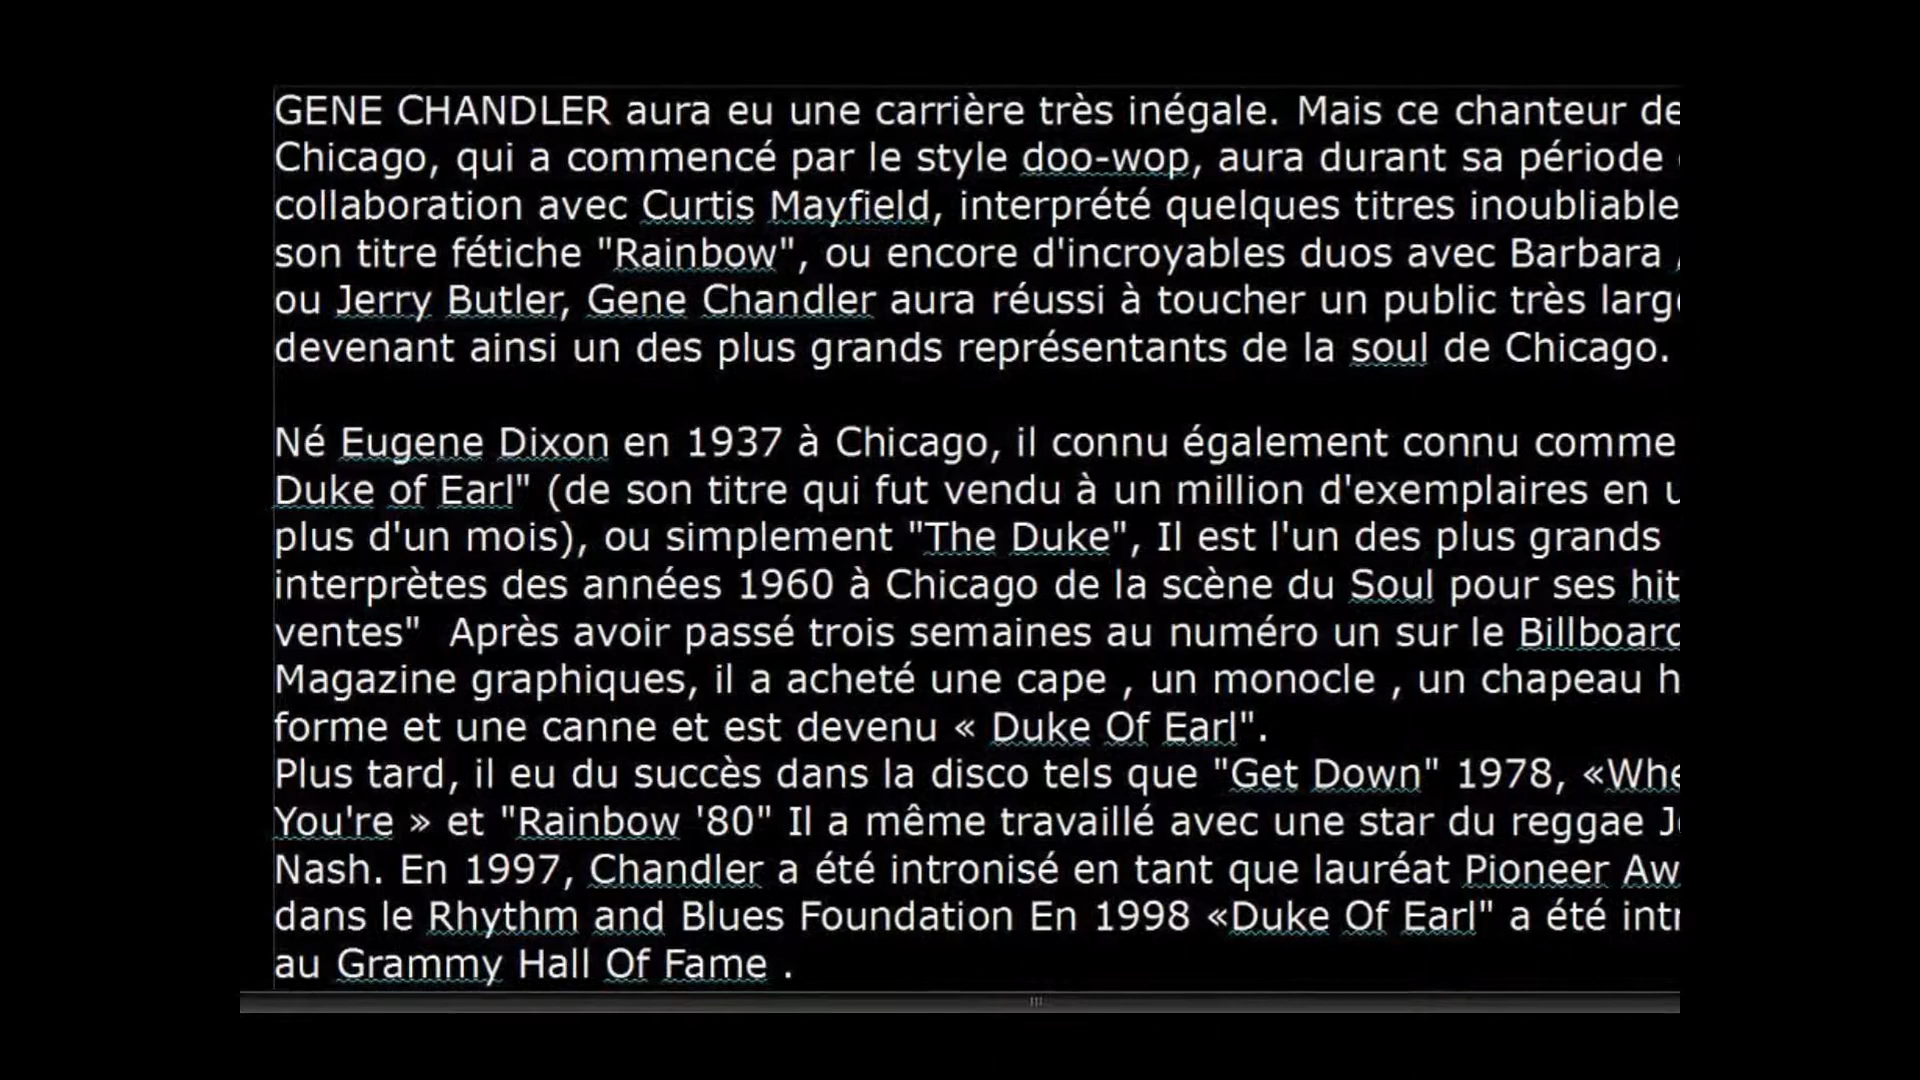 GENE CHANDLER aura eu une carrière très inégale. Mais ce chanteur de
Chicago, qui a commencé par le style doo-wop, aura durant sa période
collaboration avec Curtis Mayfield, interprété quelques titres inoubliable
son titre fétiche "Rainbow", ou encore d'incroyables duos avec Barbara
ou Jerry Butler, Gene Chandler aura réussi à toucher un public très large
devenant ainsi un des plus grands représentants de la soul de Chicago.
Né Eugene Dixon en 1937 à Chicago, il connu également connu comme
Duke of Earl" (de son titre qui fut vendu à un million d'exemplaires en
plus d'un mois), ou simplement "The Duke", Il est l'un des plus grands
interprètes des années 1960 à Chicago de la scène du Soul pour ses hit
ventes"  Après avoir passé trois semaines au numéro un sur le Billboard
Magazine graphiques, il a acheté une cape , un monocle , un chapeau h
forme et une canne et est devenu « Duke Of Earl".
Plus tard, il eu du succès dans la disco tels que "Get Down" 1978, «Whe
You're » et "Rainbow '80" Il a même travaillé avec une star du reggae
Nash. En 1997, Chandler a été intronisé en tant que lauréat Pioneer Aw
dans le Rhythm and Blues Foundation En 1998 «Duke Of Earl" a été intr
au Grammy Hall Of Fame .